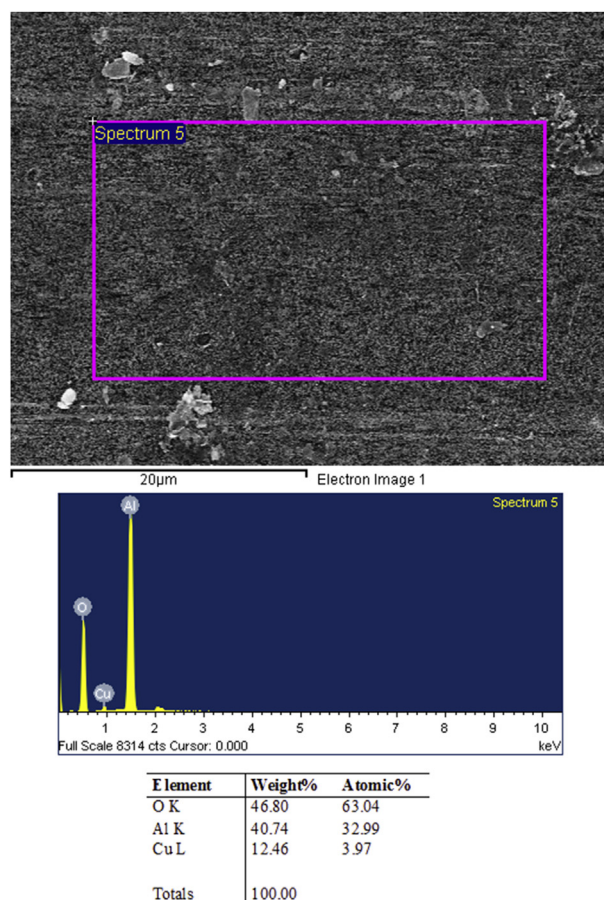 Spectrum 5
20μm Electron Image 1
Spectrum 5
Al
O
Cu
1 2 3 4 5 6 7 8 9 10
Full Scale 8314 cts Cursor: 0.000 keV
Element Weight% Atomic%
O K 46.80 63.04
Al K 40.74 32.99
Cu L 12.46 3.97
Totals 100.00